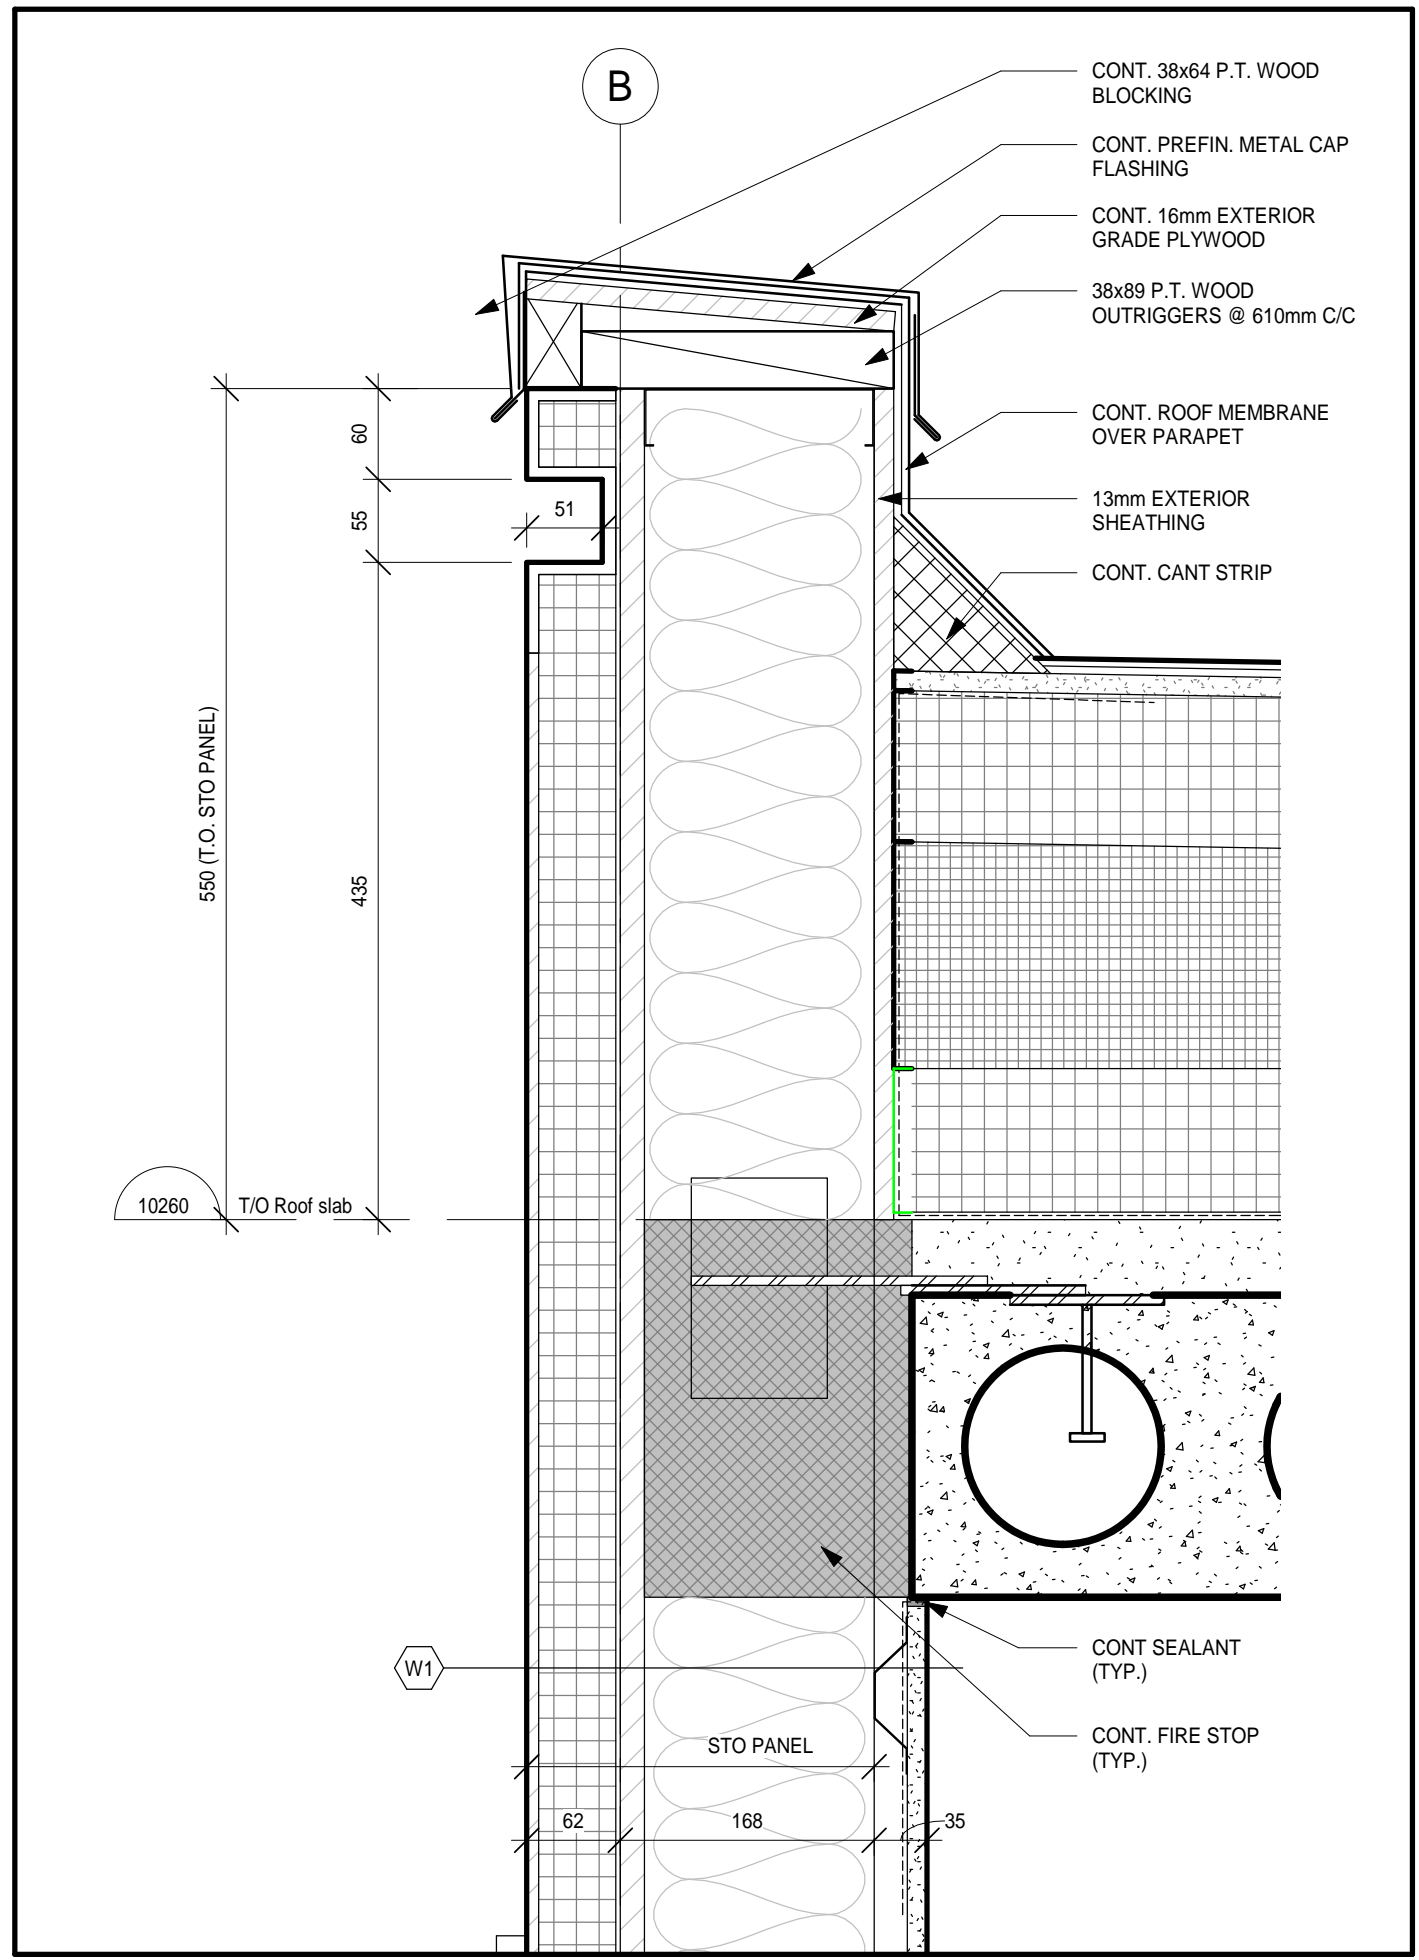 B
CONT. 38x64 P.T. WOOD
BLOCKING
CONT. PREFIN. METAL CAP
FLASHING
CONT. 16mm EXTERIOR
GRADE PLYWOOD
38x89 P.T. WOOD
OUTRIGGERS @ 610mm C/C
CONT. ROOF MEMBRANE
OVER PARAPET
13mm EXTERIOR
SHEATHING
CONT. CANT STRIP
60
55
51
550 (T.O. STO PANEL)
435
10260
T/O Roof slab
CONT SEALANT
(TYP.)
W1
CONT. FIRE STOP
(TYP.)
STO PANEL
62
168
35